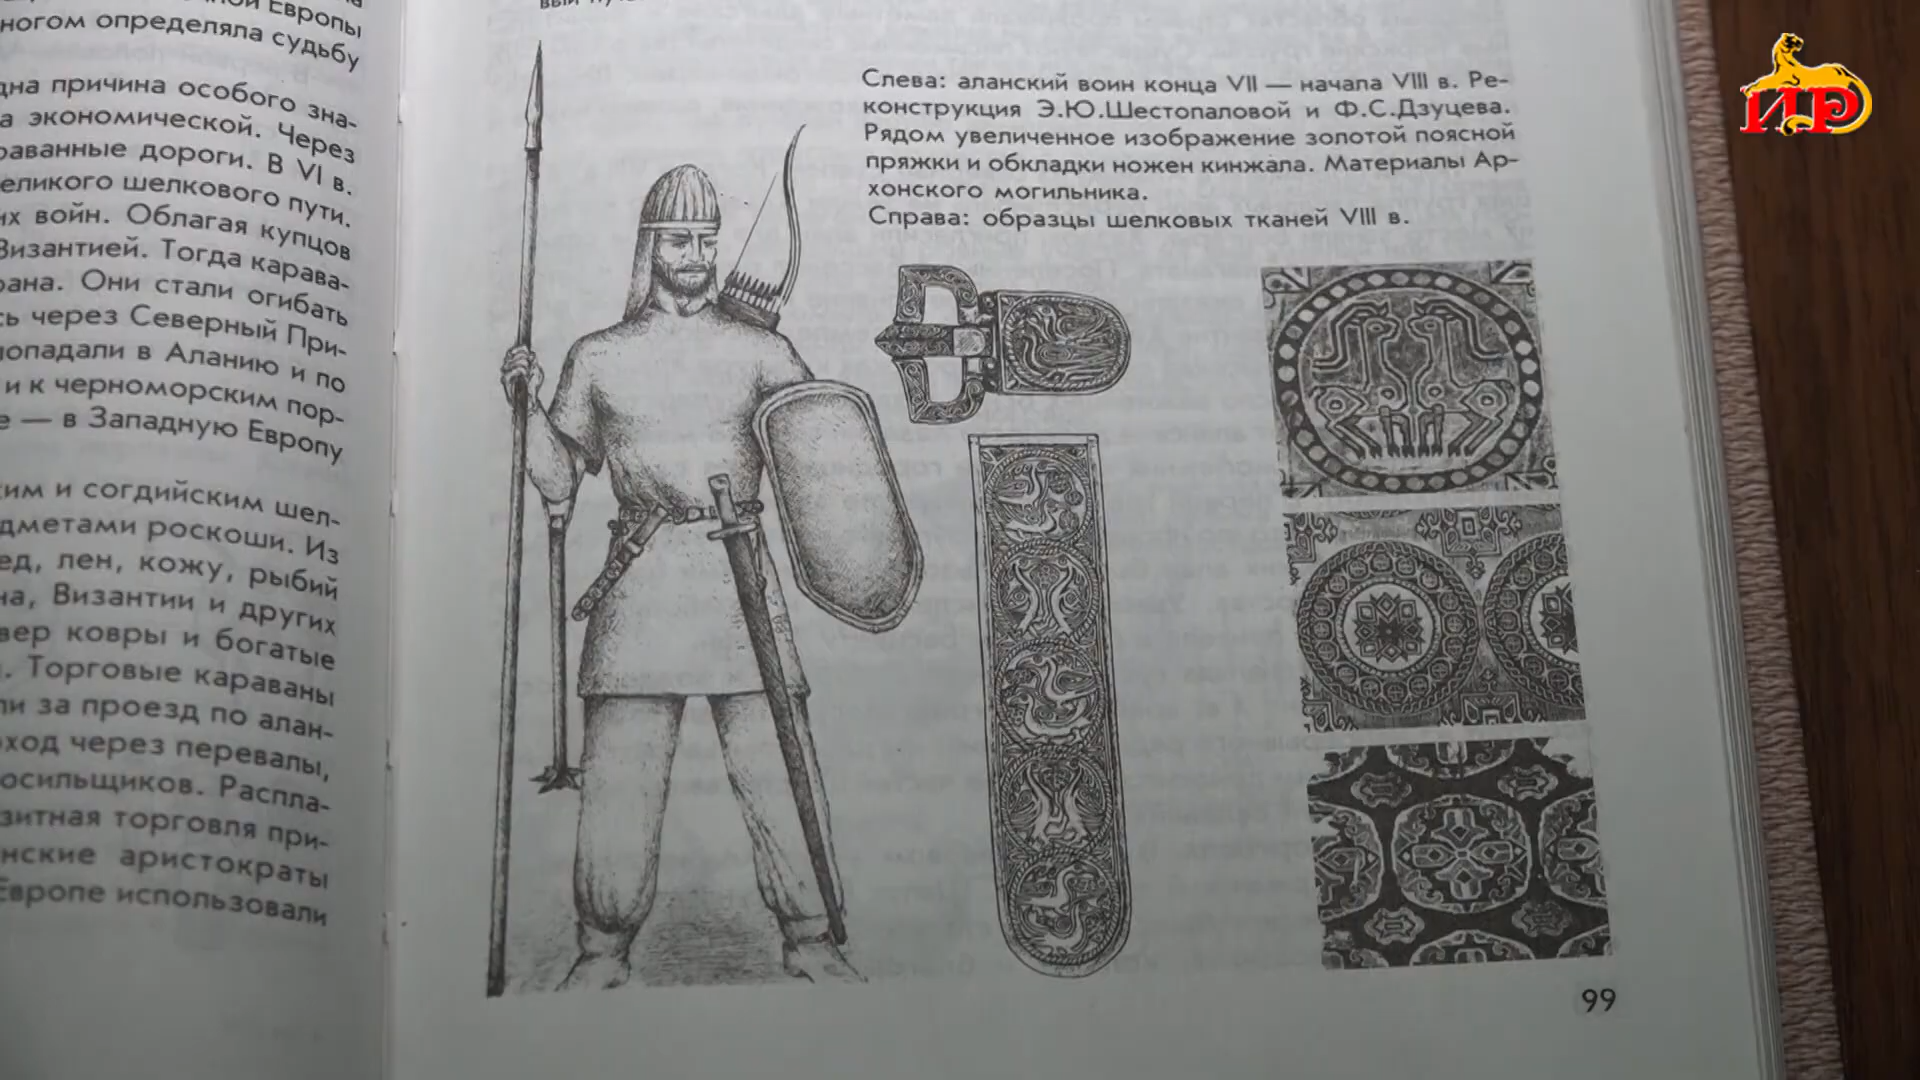 ной Европы
ногом определяла судьбу
дна причина особого зна-
а экономической. Через
раванные дороги. В VI в.
еликого шелкового пути.
их войн. Облагая купцов
Византией. Тогда карава-
рана. Они стали огибать
сь через Северный При-
попадали в Аланию и по
и к черноморским пор-
е — в Западную Европу
ким и согдийским шел-
дметами роскоши. Из
ед, лен, кожу, рыбий
на, Византии и других
вер ковры и богатые
. Торговые караваны
ли за проезд по алан-
ход через перевалы,
осильщиков. Распла-
зитная торговля при-
нские аристократы
Европе использовали
Слева: аланский воин конца VII — начала VIII в. Ре-
конструкция Э.Ю.Шестопаловой и Ф.С.Дзуцева.
Рядом увеличенное изображение золотой поясной
пряжки и обкладки ножен кинжала. Материалы Ар-
хонского могильника.
Справа: образцы шелковых тканей VIII в.
99
ИР